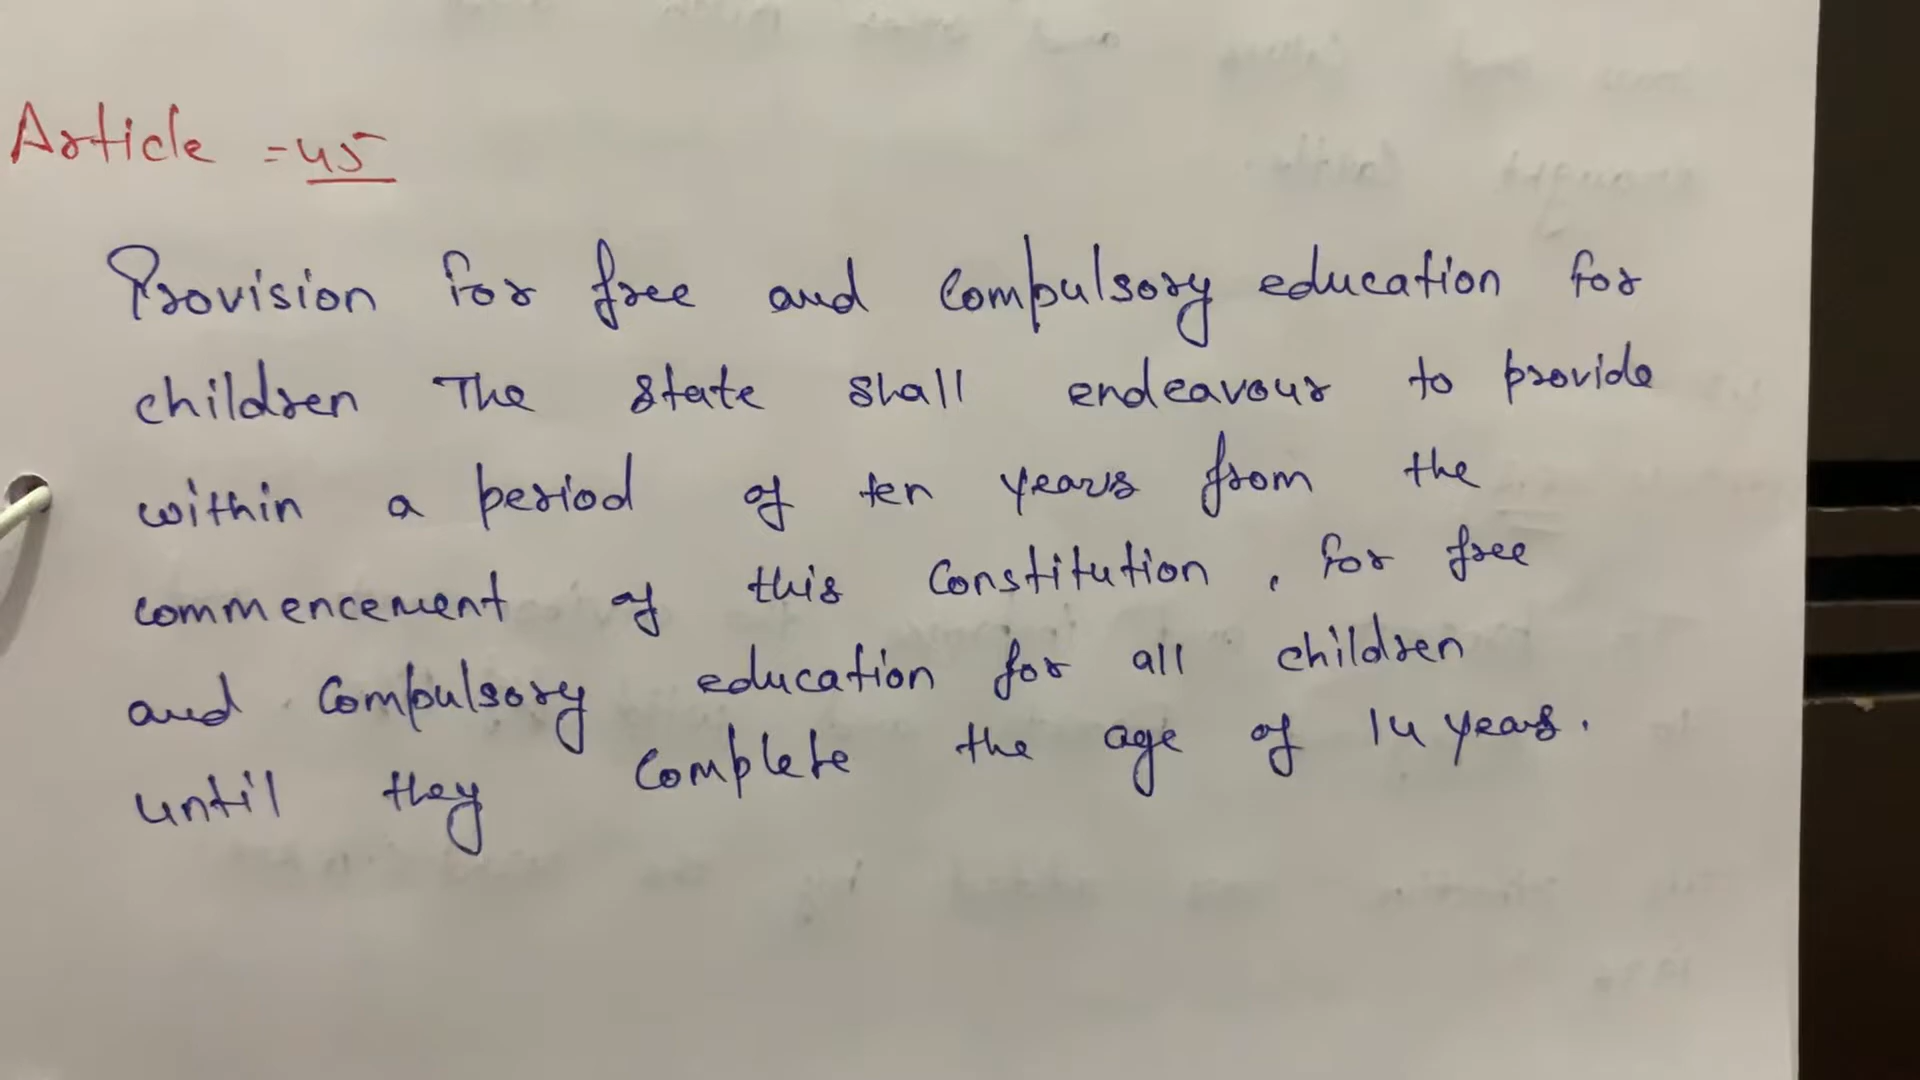 Article = 45
Provision for free and compulsory education for
children The state shall endeavour to provide
within a period of ten years from the
commencement of this Constitution, for free
and compulsory education for all children
until they complete the age of 14 years.